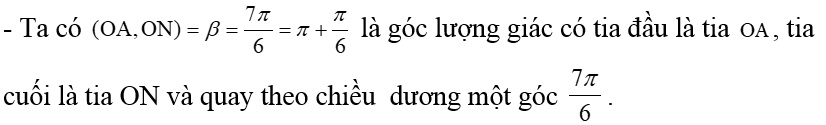 - Ta có (OA, ON) = β = 7π/6 = π + π/6 là góc lượng giác có tia đầu là tia OA, tia
cuối là tia ON và quay theo chiều dương một góc 7π/6.